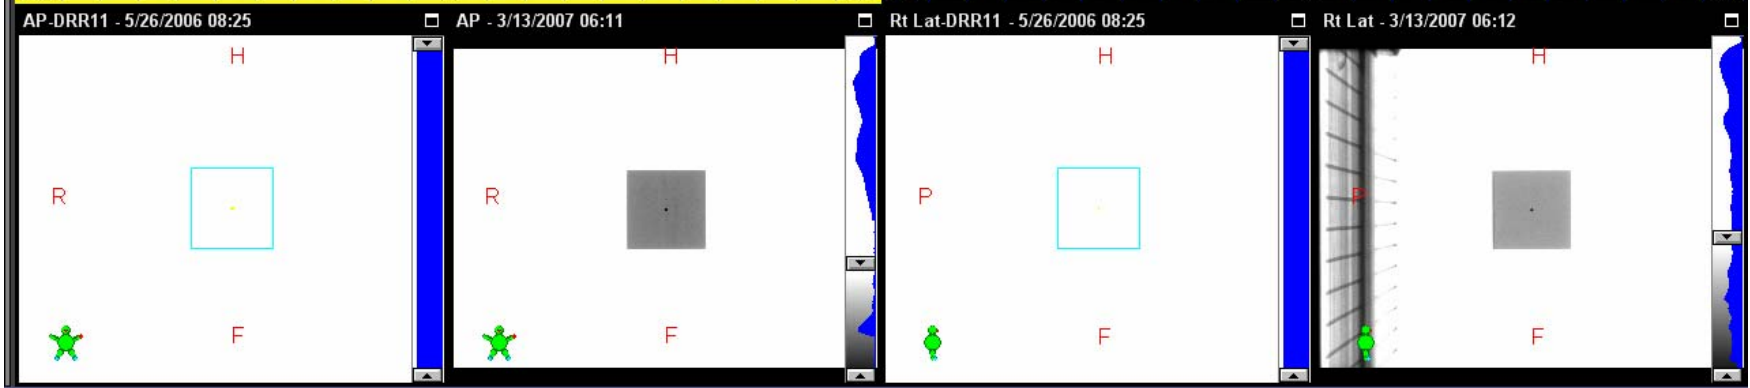 AP-DRR11 - 5/26/2006 08:25
H
R
F
AP - 3/13/2007 06:11
H
R
F
Rt Lat-DRR11 - 5/26/2006 08:25
H
P
F
Rt Lat - 3/13/2007 06:12
H
P
F